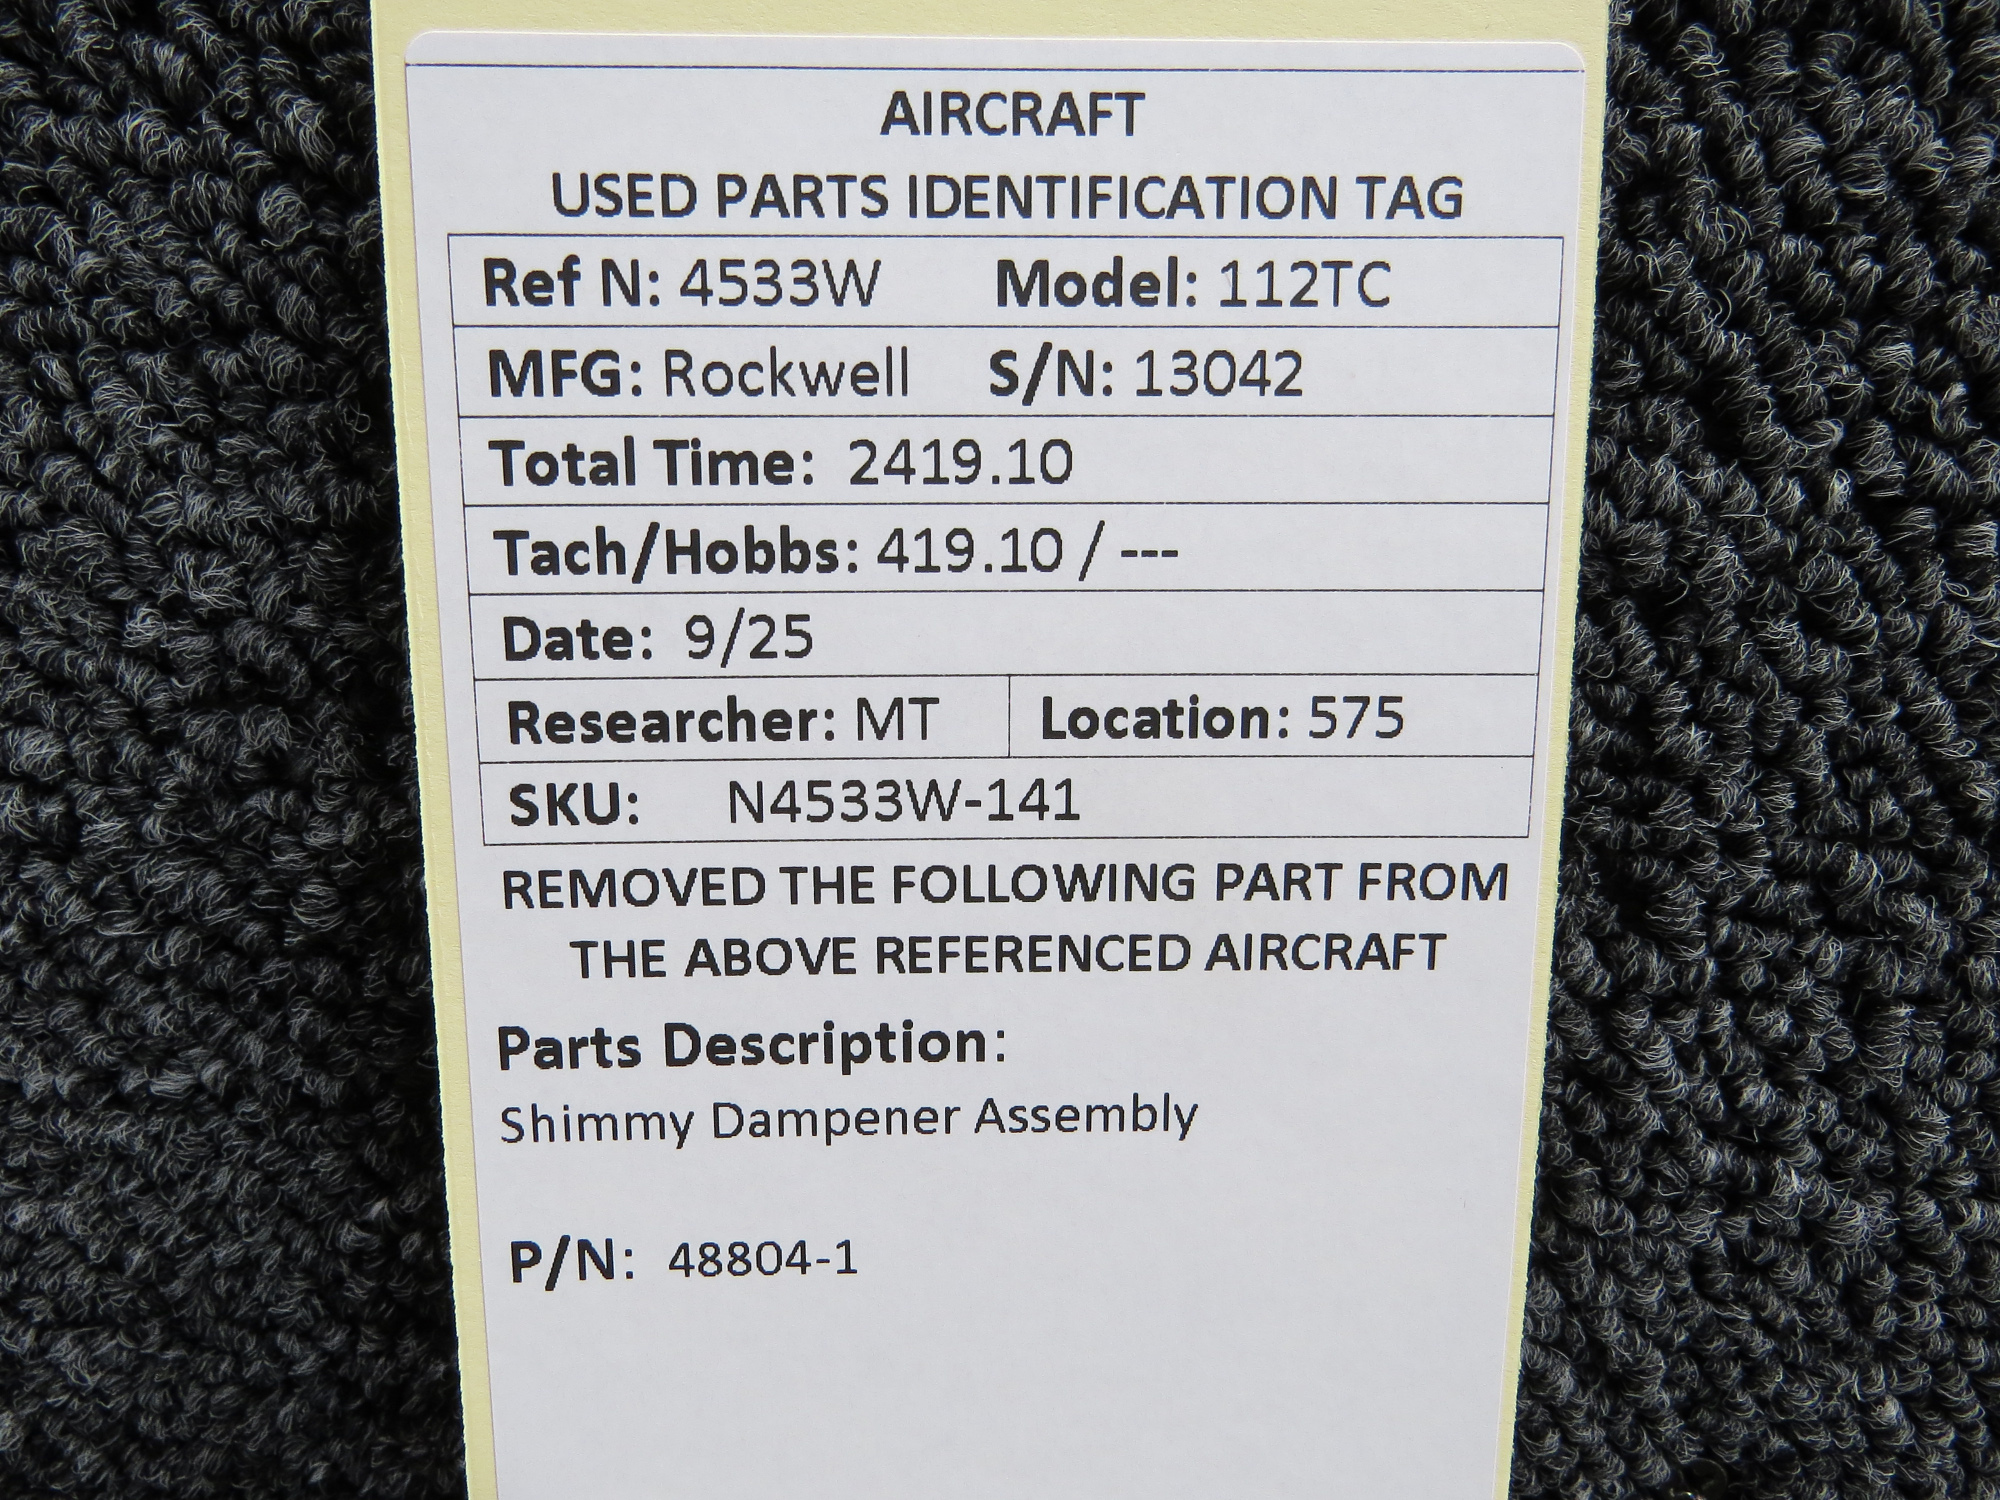 AIRCRAFT
USED PARTS IDENTIFICATION TAG
Ref N: 4533W Model: 112TC
MFG: Rockwell S/N: 13042
Total Time: 2419.10
Tach/Hobbs: 419.10 / ---
Date: 9/25
Researcher: MT Location: 575
SKU: N4533W-141
REMOVED THE FOLLOWING PART FROM
THE ABOVE REFERENCED AIRCRAFT
Parts Description:
Shimmy Dampener Assembly
P/N: 48804-1